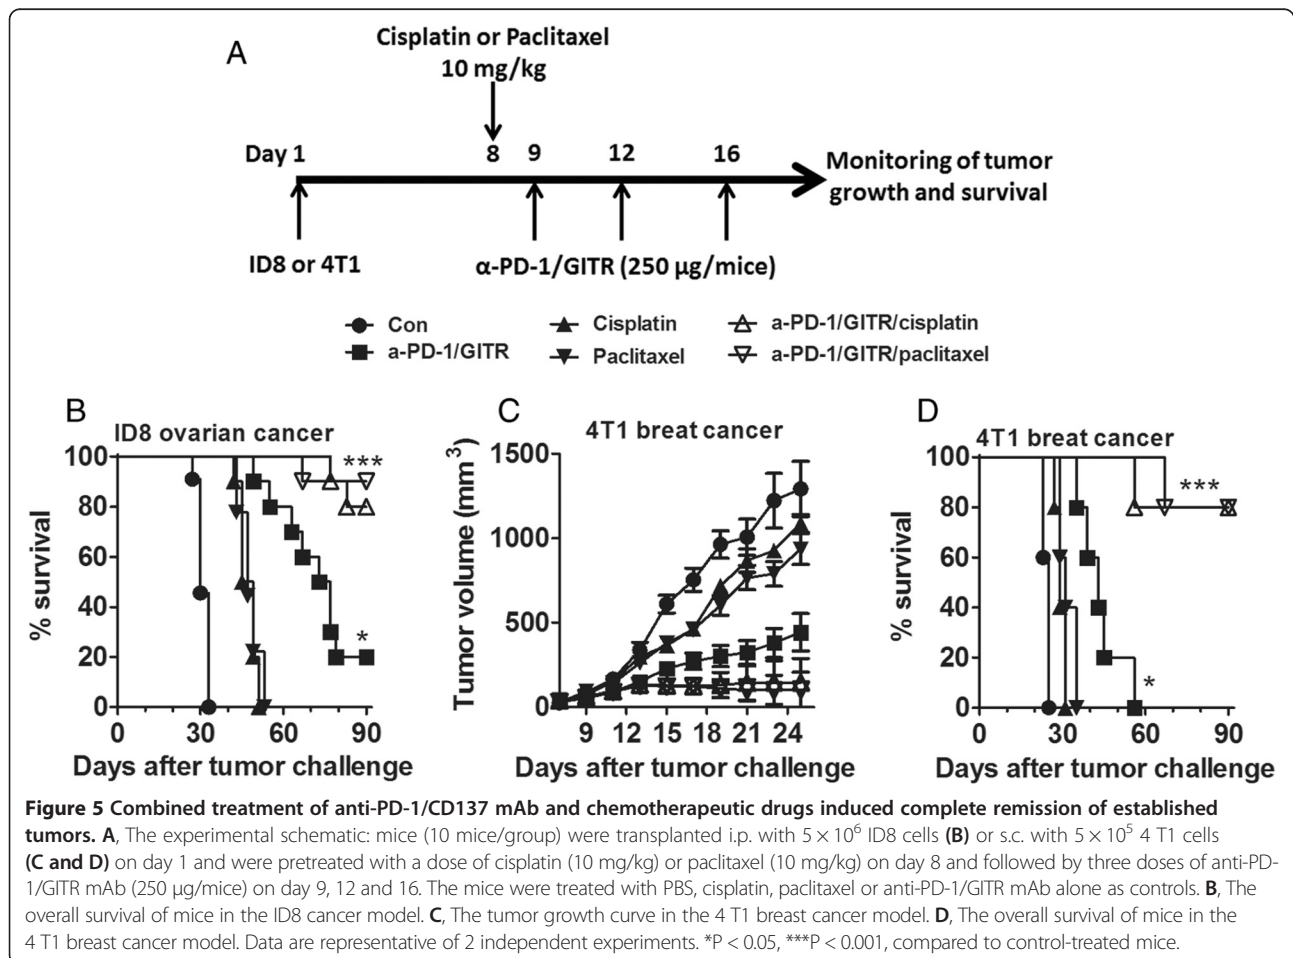 A
Cisplatin or Paclitaxel
10 mg/kg
Day 1 8 9 12 16
Monitoring of tumor
growth and survival
ID8 or 4T1
α-PD-1/GITR (250 µg/mice)
Con
a-PD-1/GITR
Cisplatin
Paclitaxel
a-PD-1/GITR/cisplatin
a-PD-1/GITR/paclitaxel
B
ID8 ovarian cancer
% survival
100
80
60
40
20
0
***
*
0 30 60 90
Days after tumor challenge
C
4T1 breat cancer
Tumor volume (mm³)
1500
1000
500
0
9 12 15 18 21 24
Days after tumor challenge
D
4T1 breat cancer
% survival
100
80
60
40
20
0
***
*
0 30 60 90
Days after tumor challenge
Figure 5 Combined treatment of anti-PD-1/CD137 mAb and chemotherapeutic drugs induced complete remission of established
tumors. A, The experimental schematic: mice (10 mice/group) were transplanted i.p. with 5 × 10⁶ ID8 cells (B) or s.c. with 5 × 10⁵ 4 T1 cells
(C and D) on day 1 and were pretreated with a dose of cisplatin (10 mg/kg) or paclitaxel (10 mg/kg) on day 8 and followed by three doses of anti-PD-
1/GITR mAb (250 µg/mice) on day 9, 12 and 16. The mice were treated with PBS, cisplatin, paclitaxel or anti-PD-1/GITR mAb alone as controls. B, The
overall survival of mice in the ID8 cancer model. C, The tumor growth curve in the 4 T1 breast cancer model. D, The overall survival of mice in the
4 T1 breast cancer model. Data are representative of 2 independent experiments. *P < 0.05, ***P < 0.001, compared to control-treated mice.